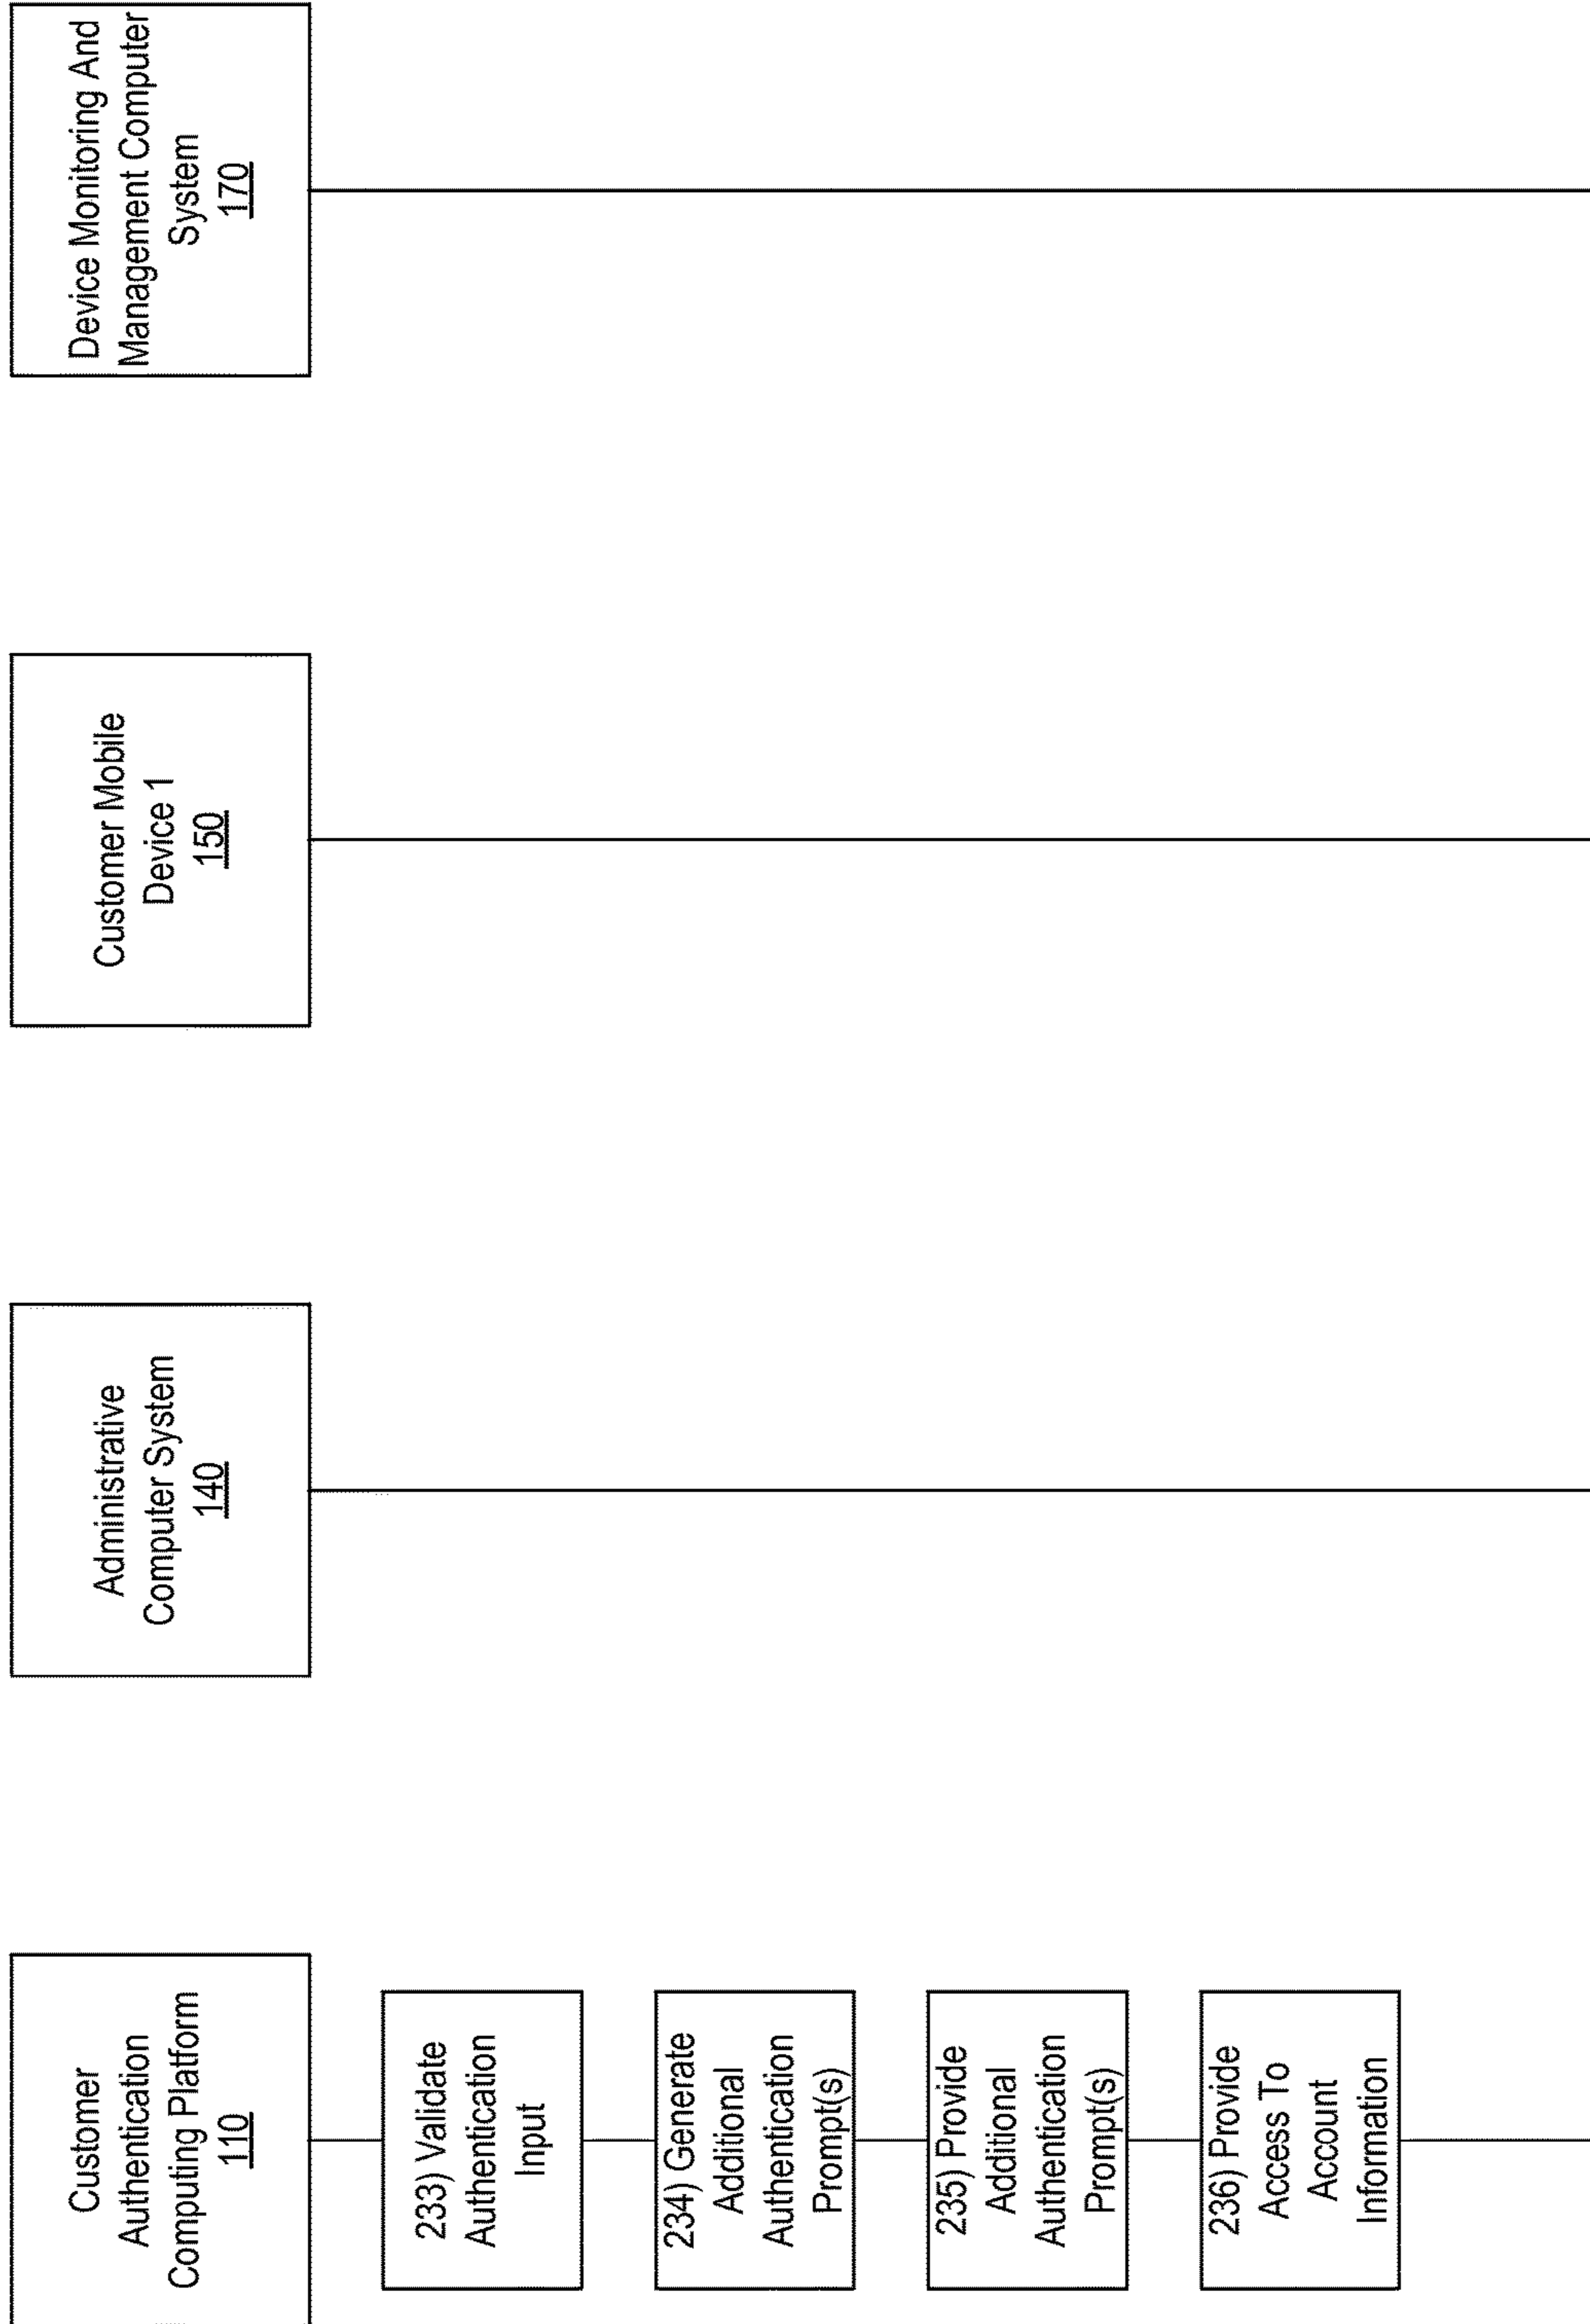 Customer
Authentication
Computing Platform
110
Administrative
Computer System
140
Customer Mobile
Device 1
150
Device Monitoring And
Management Computer
System
170
233) Validate
Authentication
Input
234) Generate
Additional
Authentication
Prompt(s)
235) Provide
Additional
Authentication
Prompt(s)
236) Provide
Access To
Account
Information